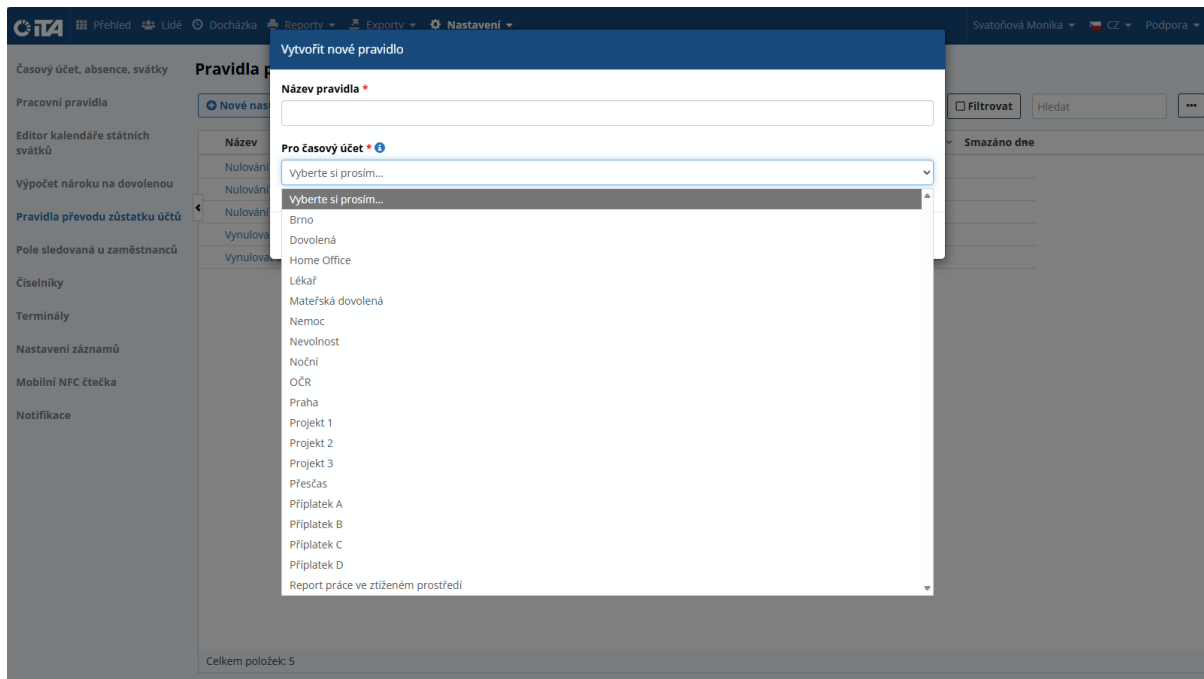 iTA Přehled Lidé Docházka Reporty Exporty Nastavení Svatoňová Monika CZ Podpora
Vytvořit nové pravidlo
Časový účet, absence, svátky
Pracovní pravidla
Editor kalendáře státních
svátků
Výpočet nároku na dovolenou
Pravidla převodu zůstatku účtů
Pole sledovaná u zaměstnanců
Číselníky
Terminály
Nastavení záznamů
Mobilní NFC čtečka
Notifikace
Pravidla p
Nové nas
Filtrovat
Hledat
Název
Smazáno dne
Nulování
Nulování
Nulování
Vynulova
Vynulova
Název pravidla *
Pro časový účet *
Vyberte si prosím...
Vyberte si prosím...
Brno
Dovolená
Home Office
Lékař
Mateřská dovolená
Nemoc
Nevolnost
Noční
OČR
Praha
Projekt 1
Projekt 2
Projekt 3
Přesčas
Příplatek A
Příplatek B
Příplatek C
Příplatek D
Report práce ve ztíženém prostředí
Celkem položek: 5